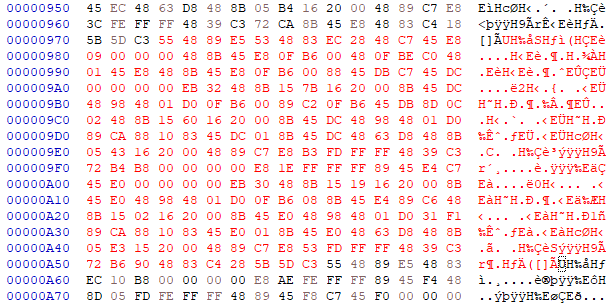 00000950 45 EC 48 63 D8 48 8B 05 B4 16 20 00 48 89 C7 E8 EìHcØH‹.´. .H‰Çè
00000960 3C FE FF FF 48 39 C3 72 CA 8B 45 E8 48 83 C4 18 <þÿÿH9ÃrÊ‹EèHƒÄ.
00000970 5B 5D C3 55 48 89 E5 53 48 83 EC 28 48 C7 45 E8 []ÃUH‰åSHƒì(HÇEè
00000980 09 00 00 00 48 8B 45 E8 0F B6 00 48 0F BE C0 48 ....H‹Eè.¶.H.¾ÀH
00000990 01 45 E8 48 8B 45 E8 0F B6 00 88 45 DB C7 45 DC .EèH‹Eè.¶.ˆEÛÇEÜ
000009A0 00 00 00 00 EB 32 48 8B 15 7B 16 20 00 8B 45 DC ....ë2H‹.{. .‹EÜ
000009B0 48 98 48 01 D0 0F B6 00 89 C2 0F B6 45 DB 8D 0C H˜H.Ð.¶.‰Â.¶EÛ..
000009C0 02 48 8B 15 60 16 20 00 8B 45 DC 48 98 48 01 D0 .H‹.`. .‹EÜH˜H.Ð
000009D0 89 CA 88 10 83 45 DC 01 8B 45 DC 48 63 D8 48 8B ‰Êˆ.ƒEÜ.‹EÜHcØH‹
000009E0 05 43 16 20 00 48 89 C7 E8 B3 FD FF FF 48 39 C3 .C. .H‰Çè³ýÿÿH9Ã
000009F0 72 B4 B8 00 00 00 00 E8 1E FF FF FF 89 45 E4 C7 r´¸....è.ÿÿÿ‰EäÇ
00000A00 45 E0 00 00 00 00 EB 30 48 8B 15 19 16 20 00 8B Eà....ë0H‹... .‹
00000A10 45 E0 48 98 48 01 D0 0F B6 08 8B 45 E4 89 C6 48 EàH˜H.Ð.¶.‹Eä‰ÆH
00000A20 8B 15 02 16 20 00 8B 45 E0 48 98 48 01 D0 31 F1 ‹... .‹EàH˜H.Ð1ñ
00000A30 89 CA 88 10 83 45 E0 01 8B 45 E0 48 63 D8 48 8B ‰Êˆ.ƒEà.‹EàHcØH‹
00000A40 05 E3 15 20 00 48 89 C7 E8 53 FD FF FF 48 39 C3 .ã. .H‰ÇèSýÿÿH9Ã
00000A50 72 B6 90 48 83 C4 28 5B 5D C3 55 48 89 E5 48 83 r¶.HƒÄ([]ÃUH‰åHƒ
00000A60 EC 10 B8 00 00 00 00 E8 AE FE FF FF 89 45 F4 48 ì.¸....è®þÿÿ‰EôH
00000A70 8D 05 FD FE FF FF 48 89 45 F8 C7 45 F0 00 00 00 ..ýþÿÿH‰EøÇEð...